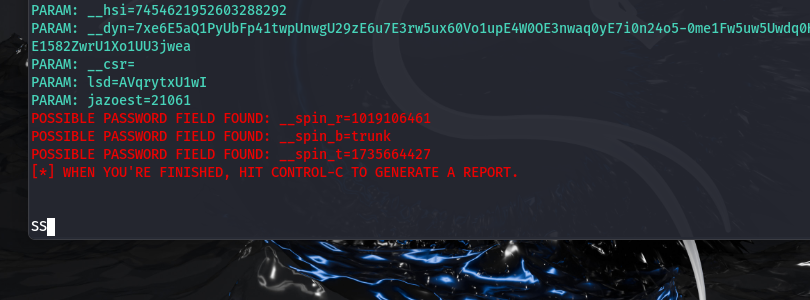 PARAM: __hsi=7454621952603288292
PARAM: __dyn=7xe6E5aQ1PyUbFp41twpUnwgU29zE6u7E3rw5ux60Vo1upE4W0OE3nwaq0yE7i0n24o5-0me1Fw5uw5Uwdq0H
E1582ZwrU1Xo1UU3jwea
PARAM: __csr=
PARAM: lsd=AVqrytxU1wI
PARAM: jazoest=21061
POSSIBLE PASSWORD FIELD FOUND: __spin_r=1019106461
POSSIBLE PASSWORD FIELD FOUND: __spin_b=trunk
POSSIBLE PASSWORD FIELD FOUND: __spin_t=1735664427
[*] WHEN YOU'RE FINISHED, HIT CONTROL-C TO GENERATE A REPORT.
SS